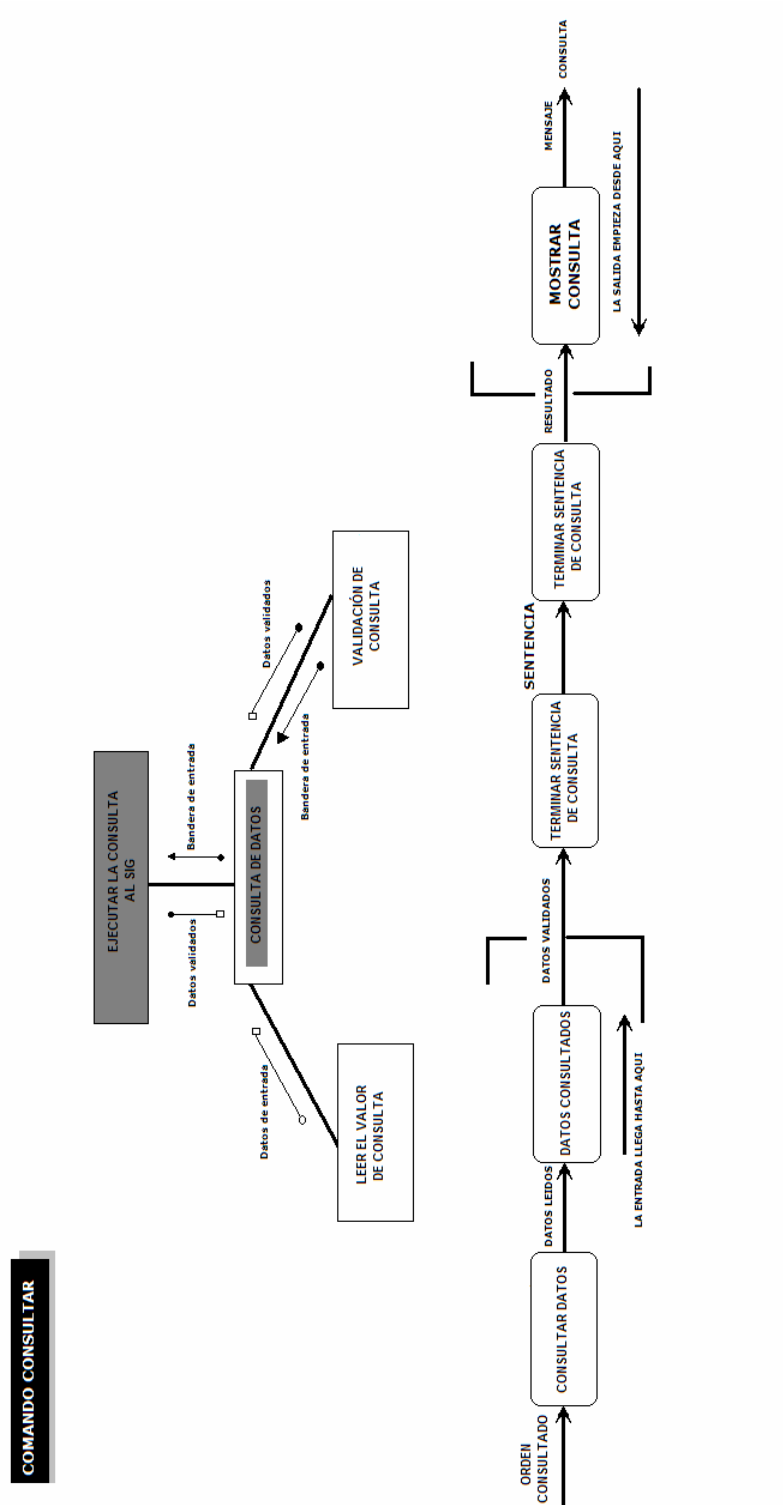 COMANDO CONSULTAR
EJECUTAR LA CONSULTA
AL SIG
Datos validados
Bandera de entrada
CONSULTA DE DATOS
Datos de entrada
Datos validados
Bandera de entrada
LEER EL VALOR
DE CONSULTA
VALIDACIÓN DE
CONSULTA
ORDEN
CONSULTADO
CONSULTAR DATOS
DATOS LEIDOS
DATOS CONSULTADOS
DATOS VALIDADOS
TERMINAR SENTENCIA
DE CONSULTA
SENTENCIA
TERMINAR SENTENCIA
DE CONSULTA
RESULTADO
MOSTRAR
CONSULTA
MENSAJE
CONSULTA
LA ENTRADA LLEGA HASTA AQUI
LA SALIDA EMPIEZA DESDE AQUI